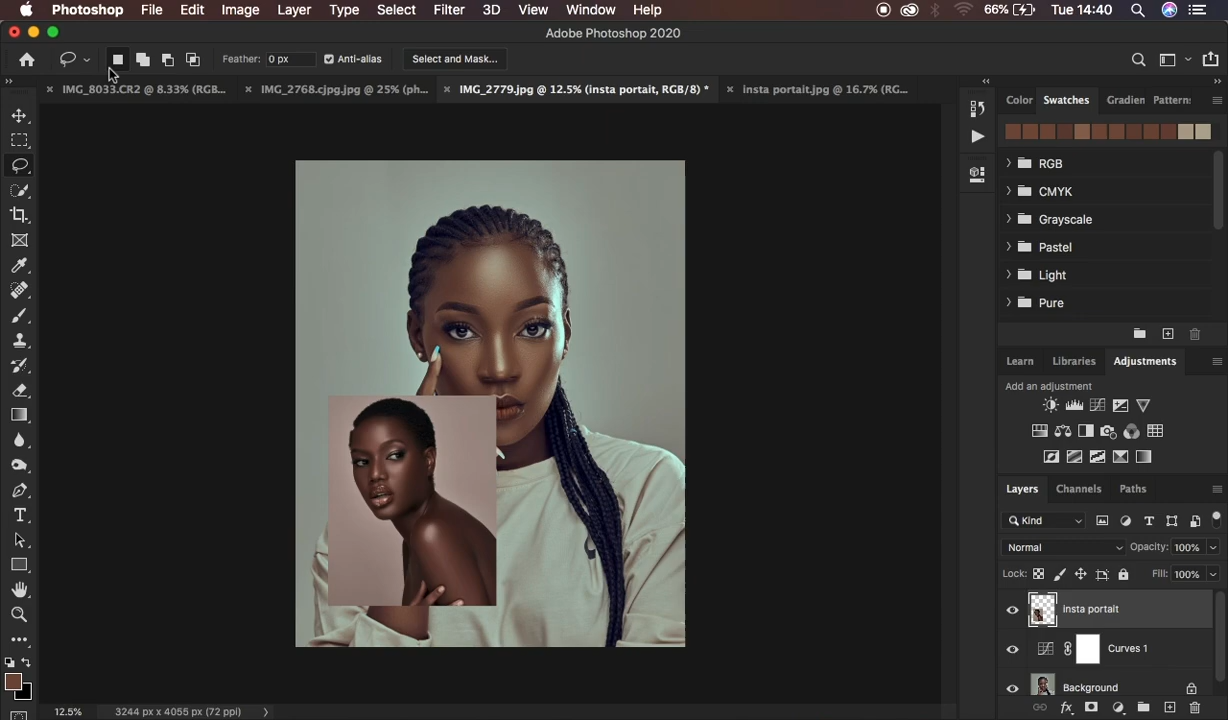 Photoshop File Edit Image Layer Type Select Filter 3D View Window Help 66% Tue 14:40
Adobe Photoshop 2020
Feather: 0 px Anti-alias Select and Mask...
IMG_8033.CR2 @ 8.33% (RGB... IMG_2768.cjpg.jpg @ 25% (ph... IMG_2779.jpg @ 12.5% (insta portait, RGB/8) * insta portait.jpg @ 16.7% (RG...
Color Swatches Gradien Pattern
RGB
CMYK
Grayscale
Pastel
Light
Pure
Learn Libraries Adjustments
Add an adjustment
Layers Channels Paths
Kind
Normal Opacity: 100%
Lock: Fill: 100%
insta portait
Curves 1
Background
12.5% 3244 px x 4055 px (72 ppi)